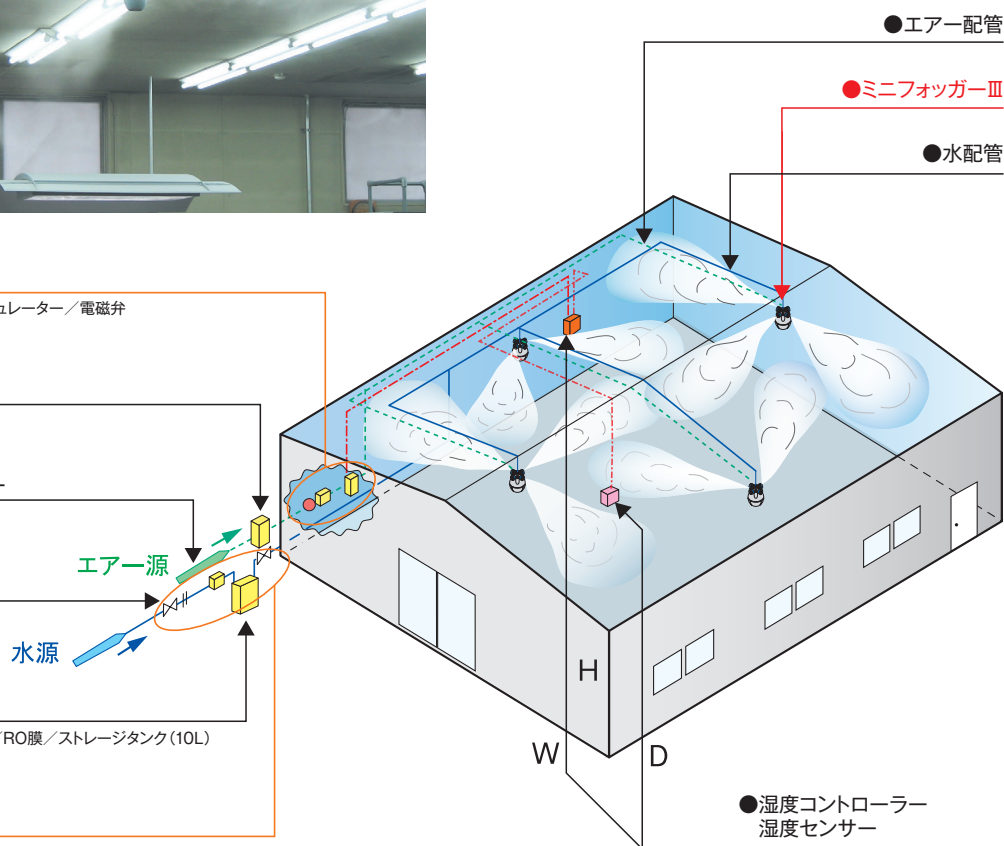 ●エアー配管
●ミニフォッガーⅢ
●水配管
ュレーター／電磁弁
エアー源
水源
／RO膜／ストレージタンク（10L）
H
W
D
●湿度コントローラー
湿度センサー